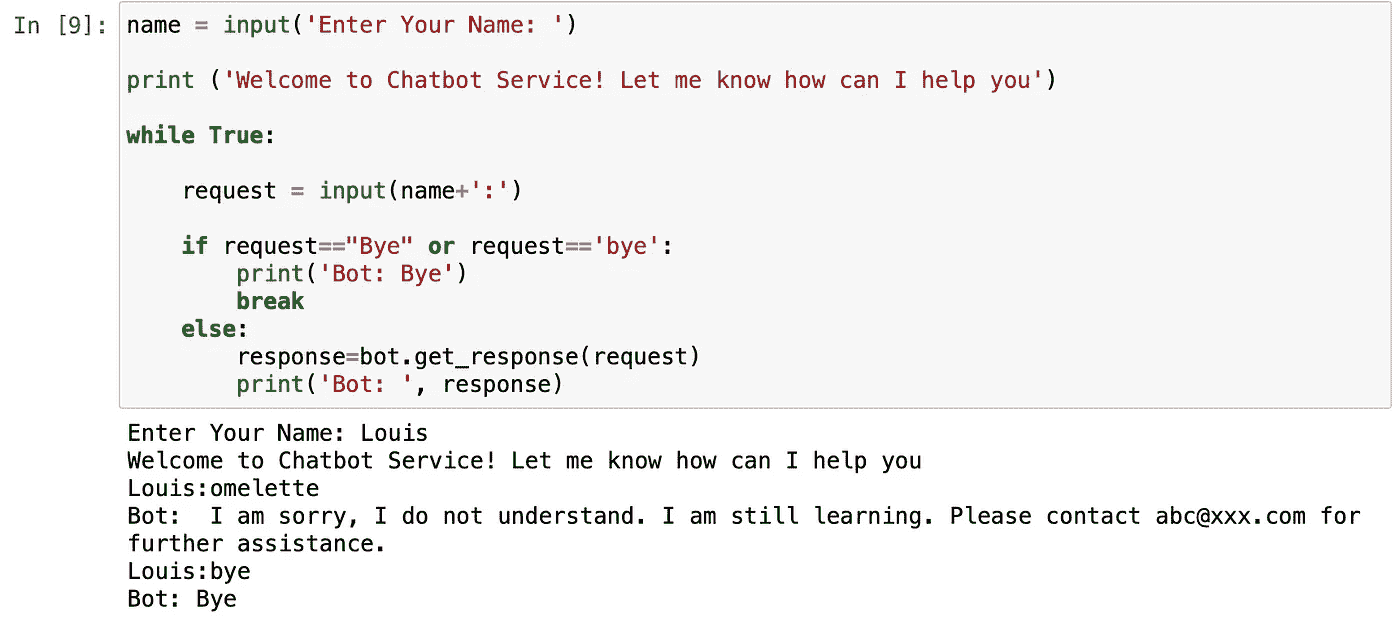 In [9]: name = input('Enter Your Name: ')
print ('Welcome to Chatbot Service! Let me know how can I help you')
while True:
    request = input(name+':')
    if request=="Bye" or request=='bye':
        print('Bot: Bye')
        break
    else:
        response=bot.get_response(request)
        print('Bot: ', response)
Enter Your Name: Louis
Welcome to Chatbot Service! Let me know how can I help you
Louis:omelette
Bot:  I am sorry, I do not understand. I am still learning. Please contact abc@xxx.com for
further assistance.
Louis:bye
Bot: Bye